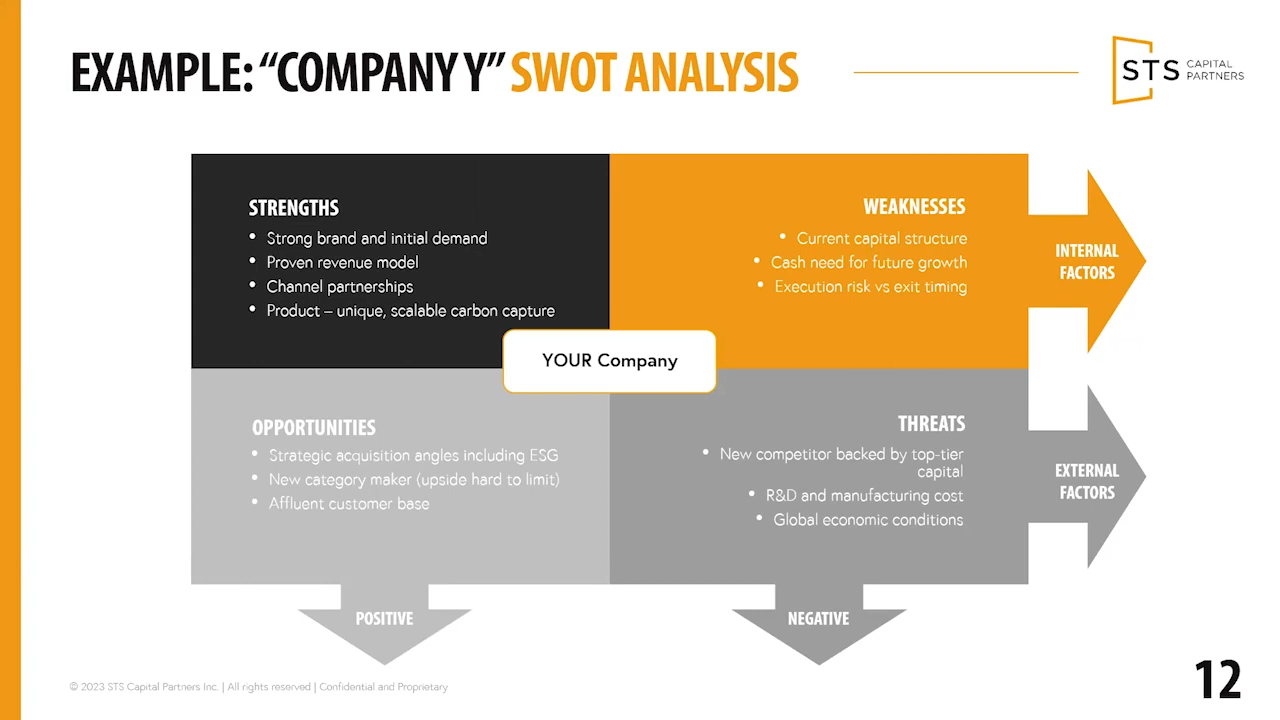 EXAMPLE: “COMPANY Y” SWOT ANALYSIS
STS CAPITAL
PARTNERS
STRENGTHS
• Strong brand and initial demand
• Proven revenue model
• Channel partnerships
• Product – unique, scalable carbon capture
WEAKNESSES
• Current capital structure
• Cash need for future growth
• Execution risk vs exit timing
INTERNAL
FACTORS
YOUR Company
OPPORTUNITIES
• Strategic acquisition angles including ESG
• New category maker (upside hard to limit)
• Affluent customer base
THREATS
• New competitor backed by top-tier
capital
• R&D and manufacturing cost
• Global economic conditions
EXTERNAL
FACTORS
POSITIVE
NEGATIVE
© 2023 STS Capital Partners Inc. | All rights reserved | Confidential and Proprietary
12